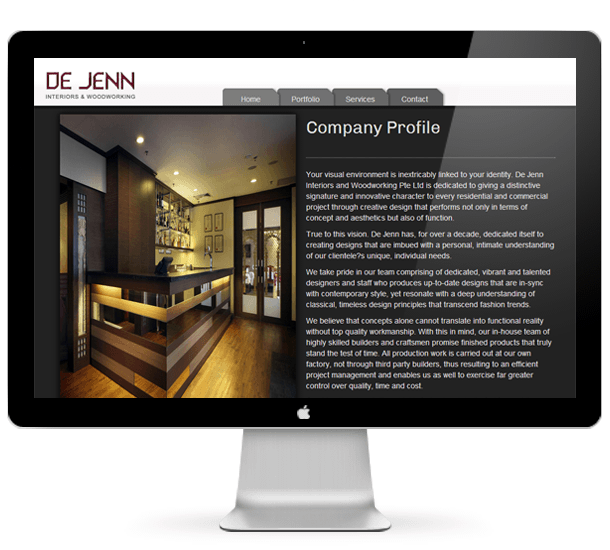 DE JENN
INTERIORS & WOODWORKING
Home Portfolio Services Contact
Company Profile
Your visual environment is inextricably linked to your identity. De Jenn
Interiors and Woodworking Pte Ltd is dedicated to giving a distinctive
signature and innovative character to every residential and commercial
project through creative design that performs not only in terms of
concept and aesthetics but also of function.
True to this vision. De Jenn has, for over a decade, dedicated itself to
creating designs that are imbued with a personal, intimate understanding
of our clientele?s unique, individual needs.
We take pride in our team comprising of dedicated, vibrant and talented
designers and staff who produces up-to-date designs that are in-sync
with contemporary style, yet resonate with a deep understanding of
classical, timeless design principles that transcend fashion trends.
We believe that concepts alone cannot translate into functional reality
without top quality workmanship. With this in mind, our in-house team of
highly skilled builders and craftsmen promise finished products that truly
stand the test of time. All production work is carried out at our own
factory, not through third party builders, thus resulting to an efficient
project management and enables us as well to exercise far greater
control over quality, time and cost.